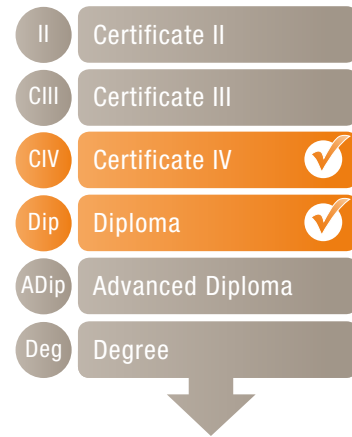 II Certificate II
CIII Certificate III
CIV Certificate IV
Dip Diploma
ADip Advanced Diploma
Deg Degree